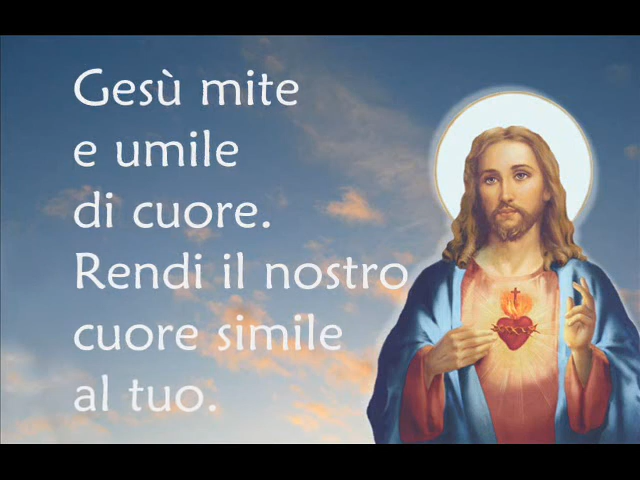 Gesù mite
e umile
di cuore.
Rendi il nostro
cuore simile
al tuo.